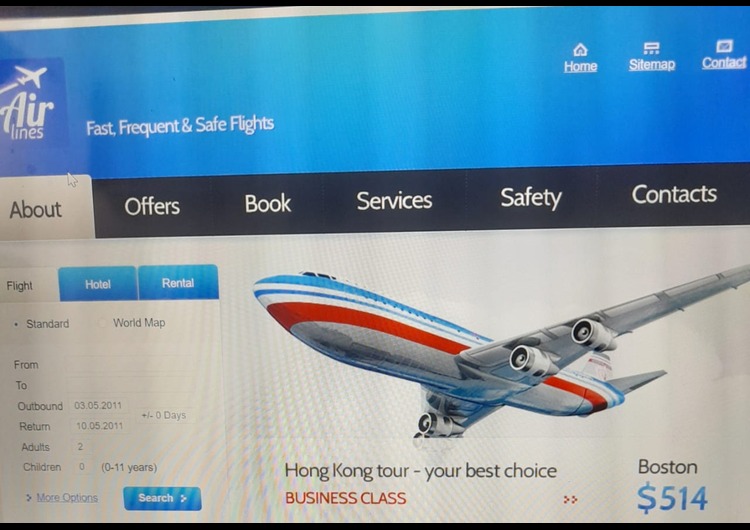 Home Sitemap Contact
Air
lines
Fast, Frequent & Safe Flights
About Offers Book Services Safety Contacts
Flight Hotel Rental
Standard World Map
From
To
Outbound 03.05.2011
+/- 0 Days
Return 10.05.2011
Adults 2
Children 0 (0-11 years)
More Options Search
Hong Kong tour - your best choice
BUSINESS CLASS
Boston
$514